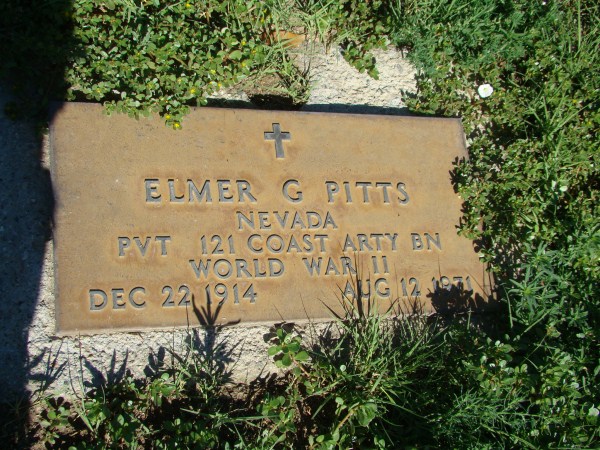 ELMER G PITTS
NEVADA
PVT 121 COAST ARTY BN
WORLD WAR II
DEC 22 1914 AUG 12 1971